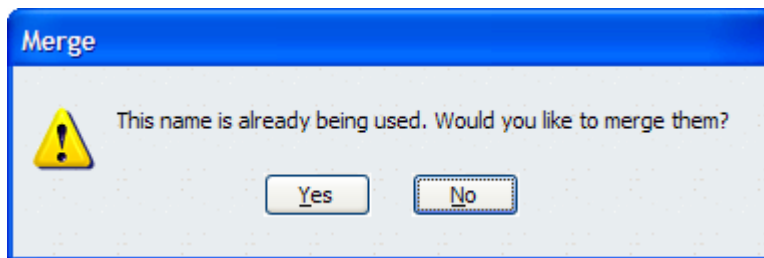 Merge
This name is already being used. Would you like to merge them?
Yes No